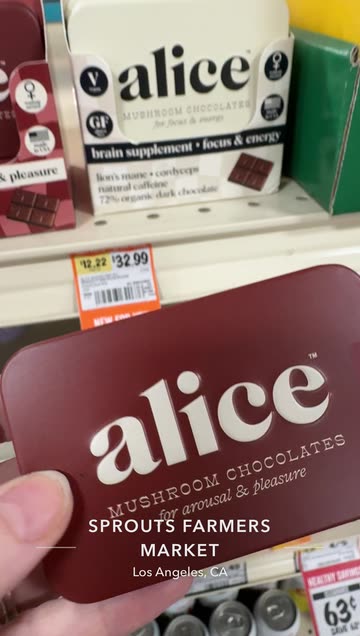 alice
V
GF
MUSHROOM CHOCOLATES
for focus & energy
brain supplement • focus & energy
lion's mane • cordyceps
natural caffeine
72% organic dark chocolate
& pleasure
$12.22 $32.99
alice™
MUSHROOM CHOCOLATES
for arousal & pleasure
SPROUTS FARMERS
MARKET
Los Angeles, CA
HEALTHY SAVINGS
63¢